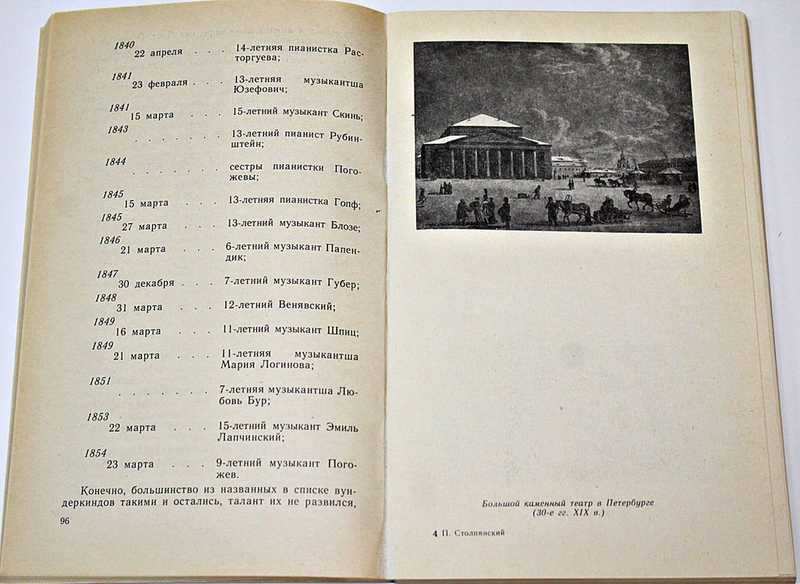 1840
22 апреля . . . 14-летняя пианистка Рас-
торгуева;
1841
23 февраля . . . 13-летняя музыкантша
Юзефович;
1841
15 марта . . . 15-летний музыкант Скинь;
1843
. . . . . . . 13-летний пианист Рубин-
штейн;
1844
. . . . . . . сестры пианистки Пого-
жевы;
1845
15 марта . . . 13-летняя пианистка Гопф;
1845
27 марта . . . 13-летний музыкант Блозе;
1846
21 марта . . . 6-летний музыкант Папен-
дик;
1847
30 декабря . . . 7-летний музыкант Губер;
1848
31 марта . . . 12-летний Венявский;
1849
16 марта . . . 11-летний музыкант Шпиц;
1849
21 марта . . . 11-летняя музыкантша
Мария Логинова;
1851
. . . . . . . 7-летняя музыкантша Лю-
бовь Бур;
1853
22 марта . . . 15-летний музыкант Эмиль
Лапчинский;
1854
23 марта . . . 9-летний музыкант Пого-
жев.
Конечно, большинство из названных в списке вун-
деркиндов такими и остались, талант их не развился,
96
Большой каменный театр в Петербурге
(30-е гг. XIX в.)
4 П. Столпянский